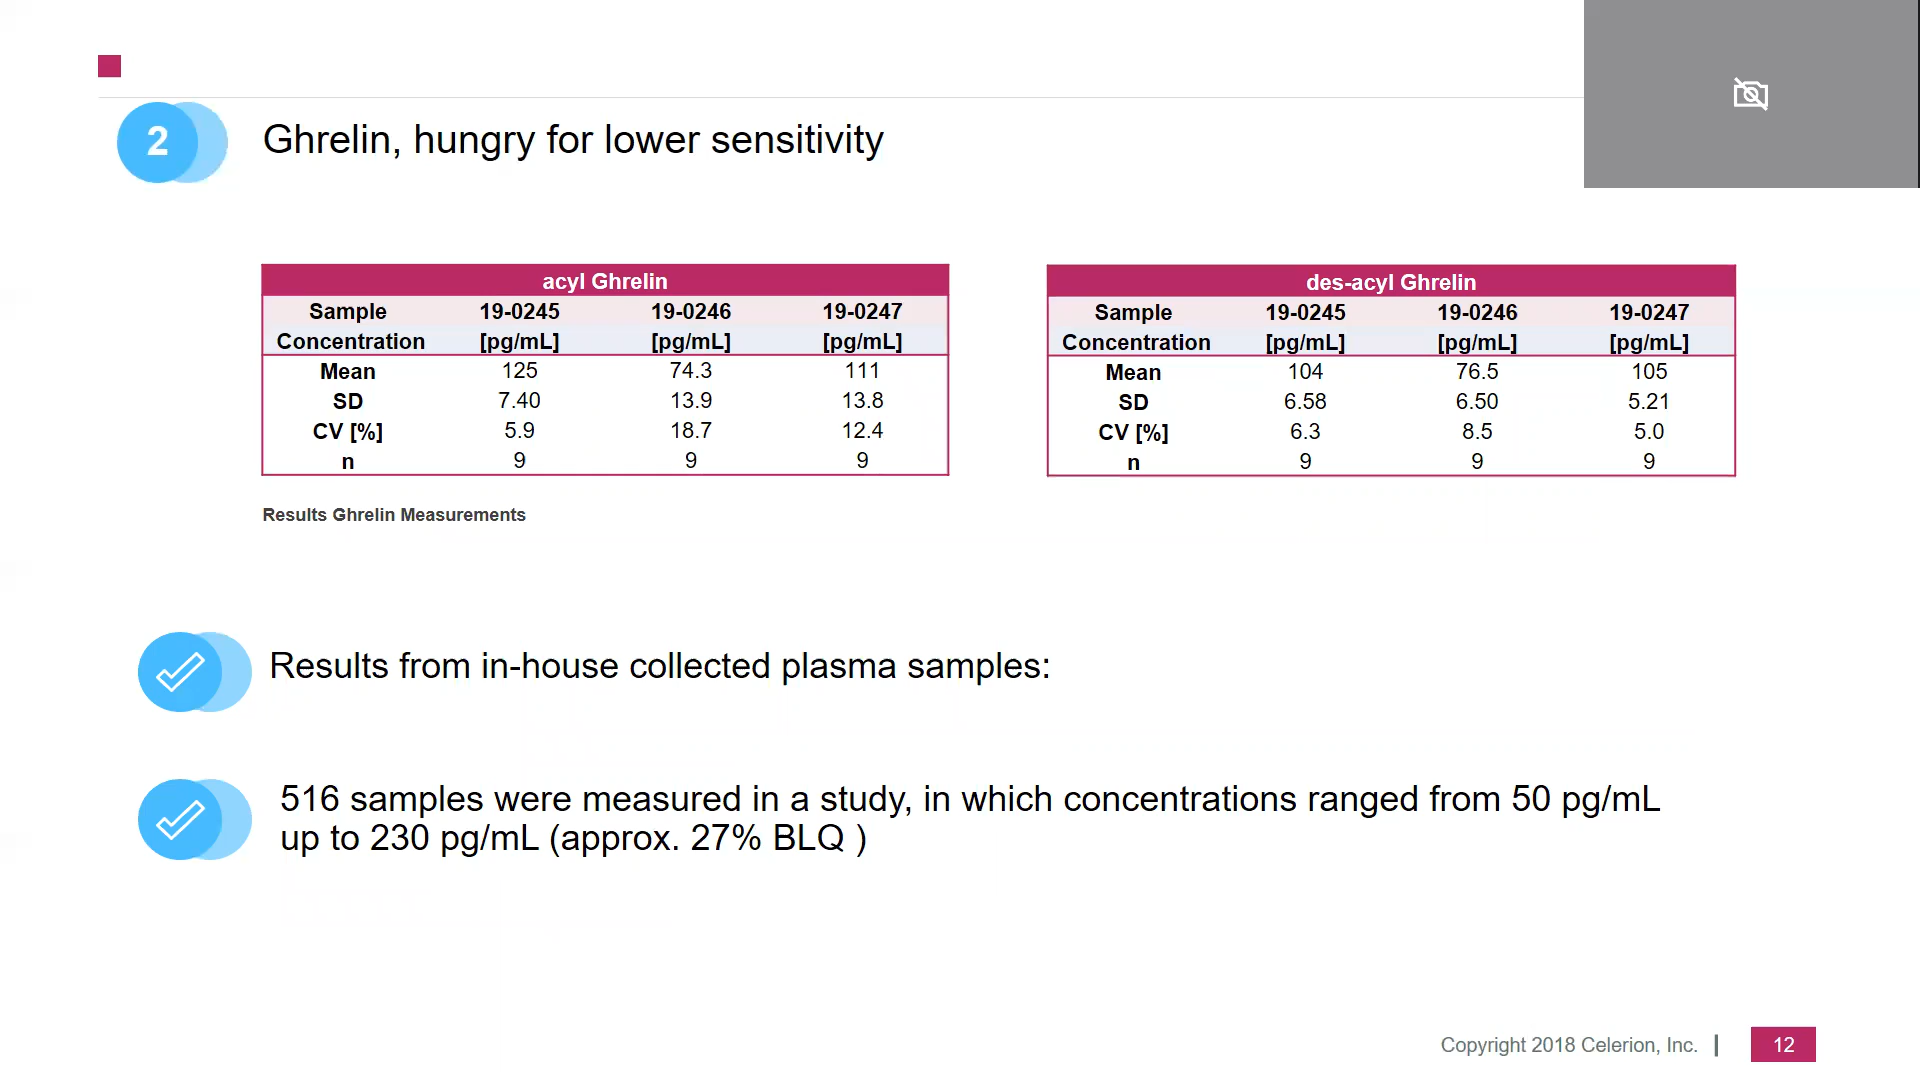 2
Ghrelin, hungry for lower sensitivity
acyl Ghrelin
Sample 19-0245 19-0246 19-0247
Concentration [pg/mL] [pg/mL] [pg/mL]
Mean 125 74.3 111
SD 7.40 13.9 13.8
CV [%] 5.9 18.7 12.4
n 9 9 9
des-acyl Ghrelin
Sample 19-0245 19-0246 19-0247
Concentration [pg/mL] [pg/mL] [pg/mL]
Mean 104 76.5 105
SD 6.58 6.50 5.21
CV [%] 6.3 8.5 5.0
n 9 9 9
Results Ghrelin Measurements
Results from in-house collected plasma samples:
516 samples were measured in a study, in which concentrations ranged from 50 pg/mL
up to 230 pg/mL (approx. 27% BLQ )
Copyright 2018 Celerion, Inc. |
12